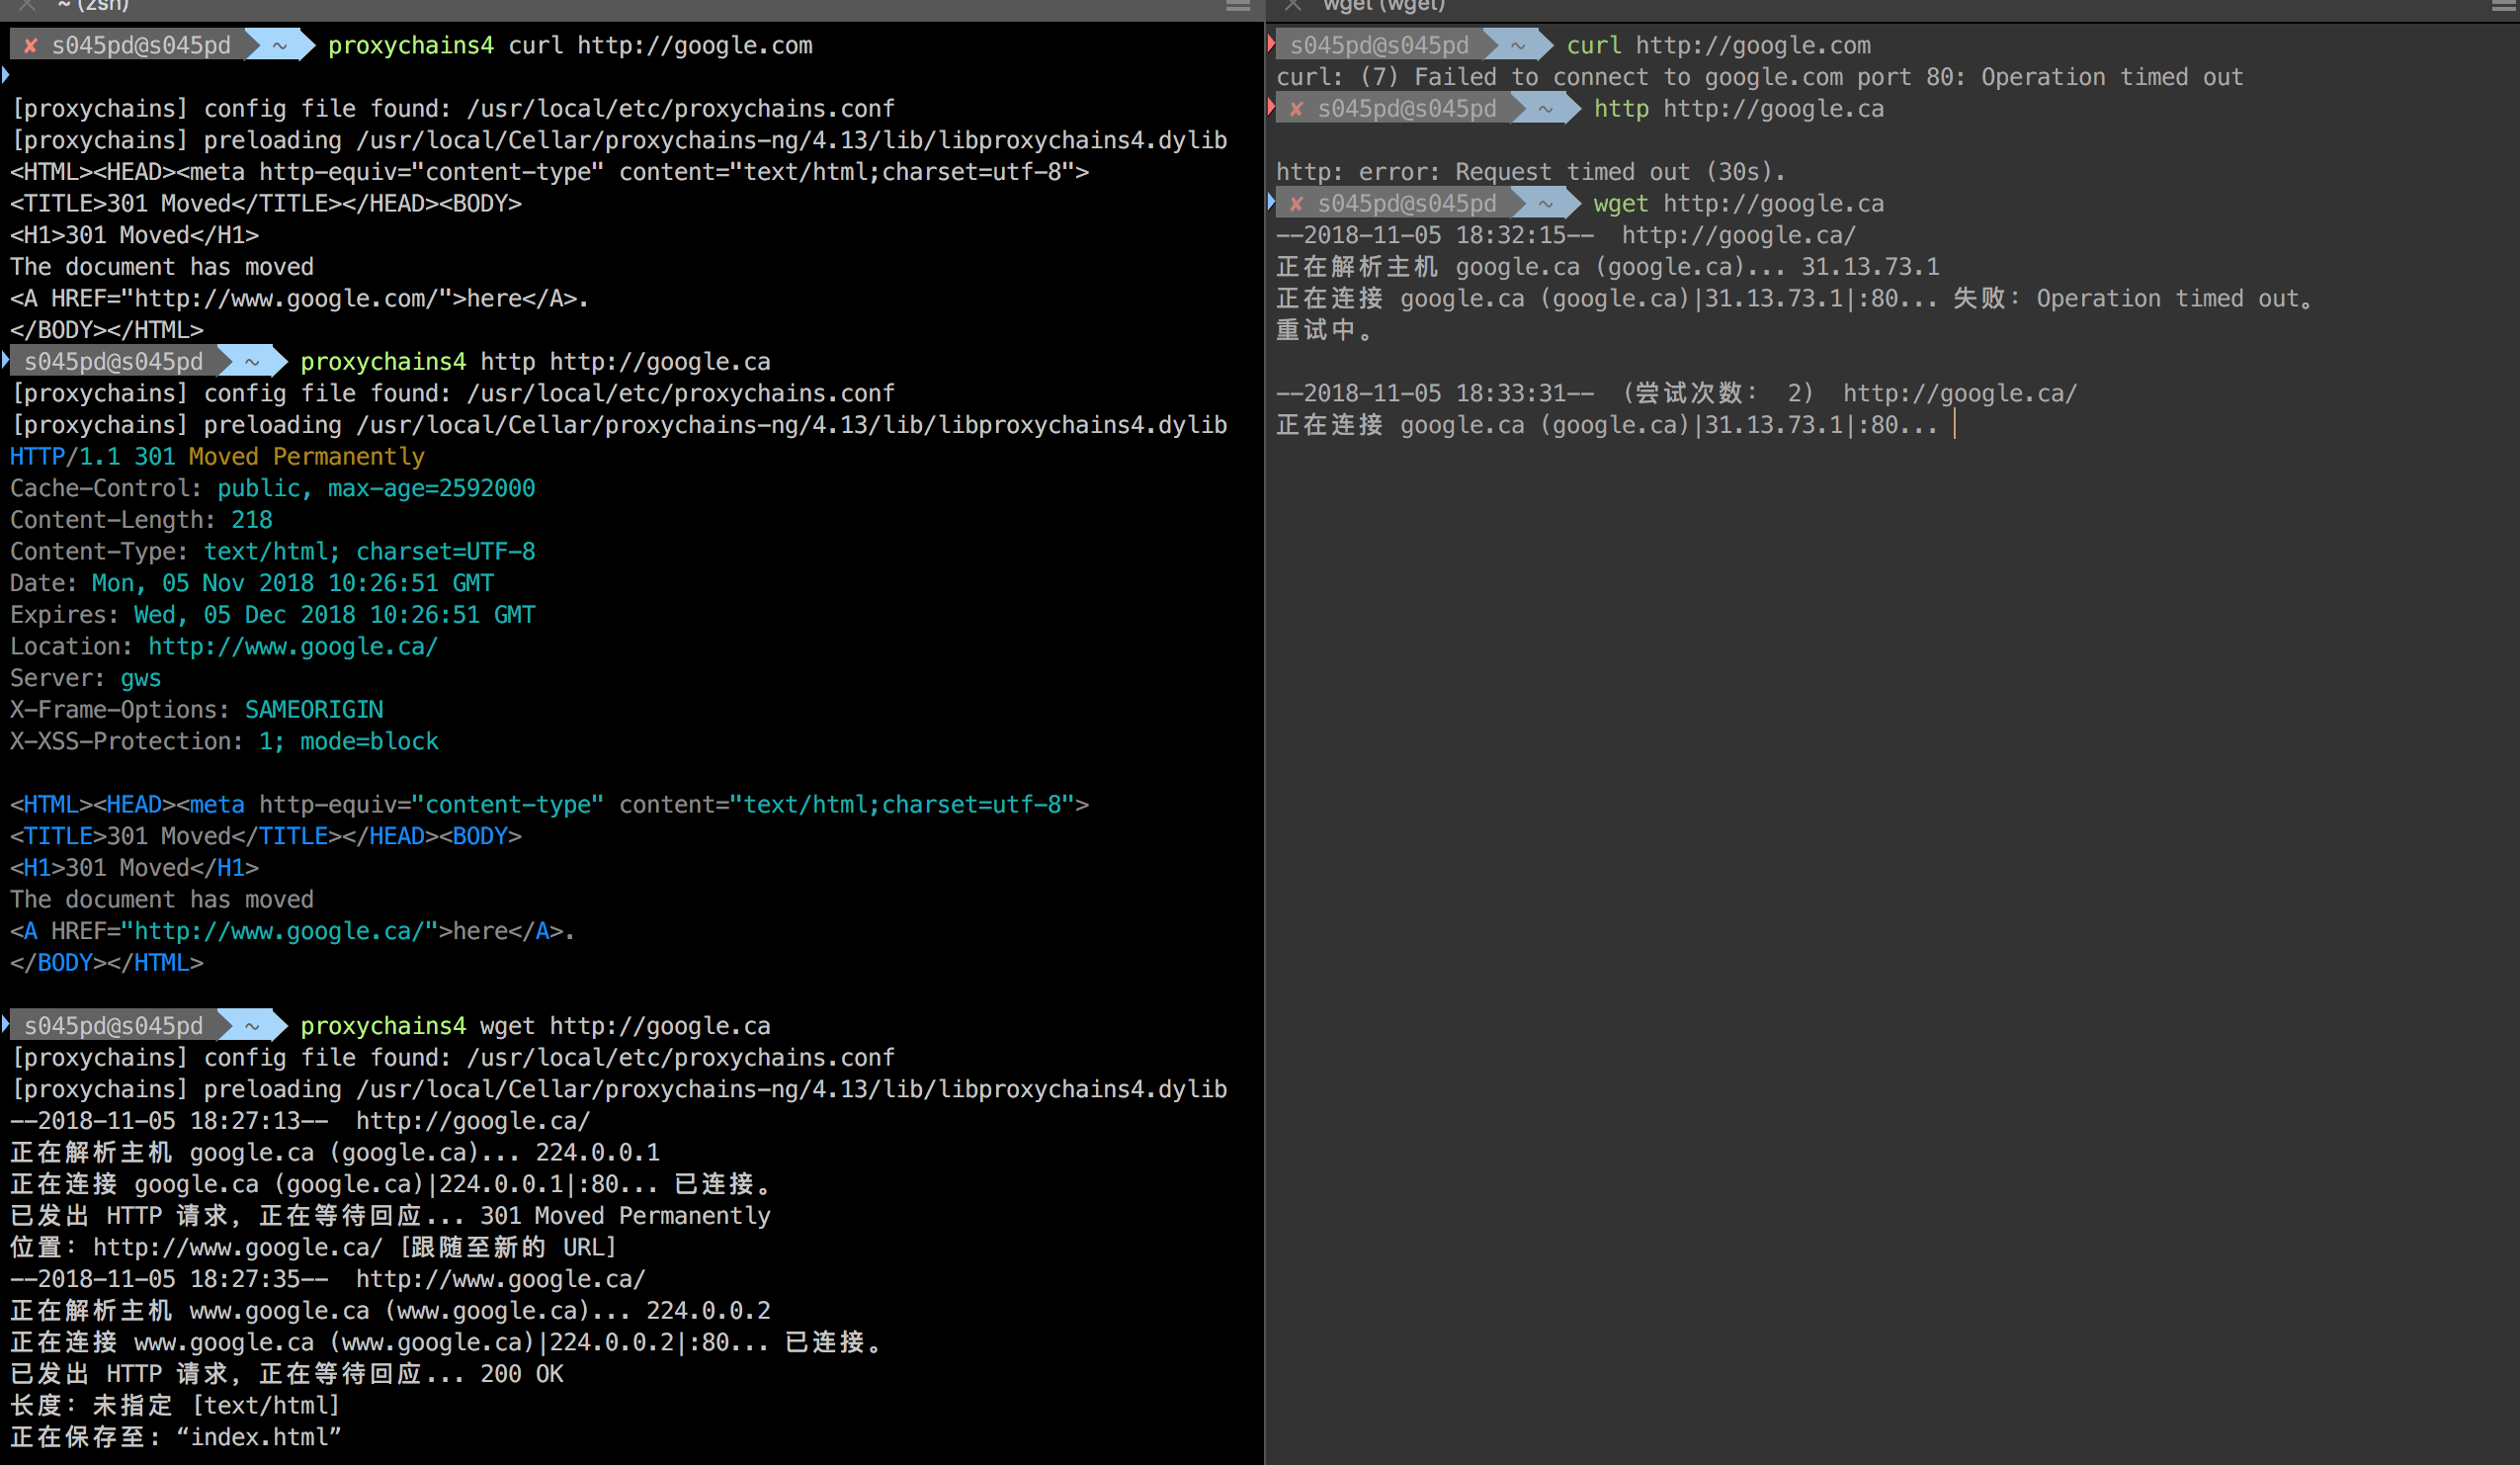 ~ (zsh)
✘ s045pd@s045pd ~ proxychains4 curl http://google.com
[proxychains] config file found: /usr/local/etc/proxychains.conf
[proxychains] preloading /usr/local/Cellar/proxychains-ng/4.13/lib/libproxychains4.dylib
<HTML><HEAD><meta http-equiv="content-type" content="text/html;charset=utf-8">
<TITLE>301 Moved</TITLE></HEAD><BODY>
<H1>301 Moved</H1>
The document has moved
<A HREF="http://www.google.com/">here</A>.
</BODY></HTML>
s045pd@s045pd ~ proxychains4 http http://google.ca
[proxychains] config file found: /usr/local/etc/proxychains.conf
[proxychains] preloading /usr/local/Cellar/proxychains-ng/4.13/lib/libproxychains4.dylib
HTTP/1.1 301 Moved Permanently
Cache-Control: public, max-age=2592000
Content-Length: 218
Content-Type: text/html; charset=UTF-8
Date: Mon, 05 Nov 2018 10:26:51 GMT
Expires: Wed, 05 Dec 2018 10:26:51 GMT
Location: http://www.google.ca/
Server: gws
X-Frame-Options: SAMEORIGIN
X-XSS-Protection: 1; mode=block
<HTML><HEAD><meta http-equiv="content-type" content="text/html;charset=utf-8">
<TITLE>301 Moved</TITLE></HEAD><BODY>
<H1>301 Moved</H1>
The document has moved
<A HREF="http://www.google.ca/">here</A>.
</BODY></HTML>
s045pd@s045pd ~ proxychains4 wget http://google.ca
[proxychains] config file found: /usr/local/etc/proxychains.conf
[proxychains] preloading /usr/local/Cellar/proxychains-ng/4.13/lib/libproxychains4.dylib
--2018-11-05 18:27:13--  http://google.ca/
正在解析主机 google.ca (google.ca)... 224.0.0.1
正在连接 google.ca (google.ca)|224.0.0.1|:80... 已连接。
已发出 HTTP 请求，正在等待回应... 301 Moved Permanently
位置：http://www.google.ca/ [跟随至新的 URL]
--2018-11-05 18:27:35--  http://www.google.ca/
正在解析主机 www.google.ca (www.google.ca)... 224.0.0.2
正在连接 www.google.ca (www.google.ca)|224.0.0.2|:80... 已连接。
已发出 HTTP 请求，正在等待回应... 200 OK
长度：未指定 [text/html]
正在保存至: “index.html”
wget (wget)
s045pd@s045pd ~ curl http://google.com
curl: (7) Failed to connect to google.com port 80: Operation timed out
✘ s045pd@s045pd ~ http http://google.ca
http: error: Request timed out (30s).
✘ s045pd@s045pd ~ wget http://google.ca
--2018-11-05 18:32:15--  http://google.ca/
正在解析主机 google.ca (google.ca)... 31.13.73.1
正在连接 google.ca (google.ca)|31.13.73.1|:80... 失败：Operation timed out。
重试中。
--2018-11-05 18:33:31--  (尝试次数： 2)  http://google.ca/
正在连接 google.ca (google.ca)|31.13.73.1|:80...